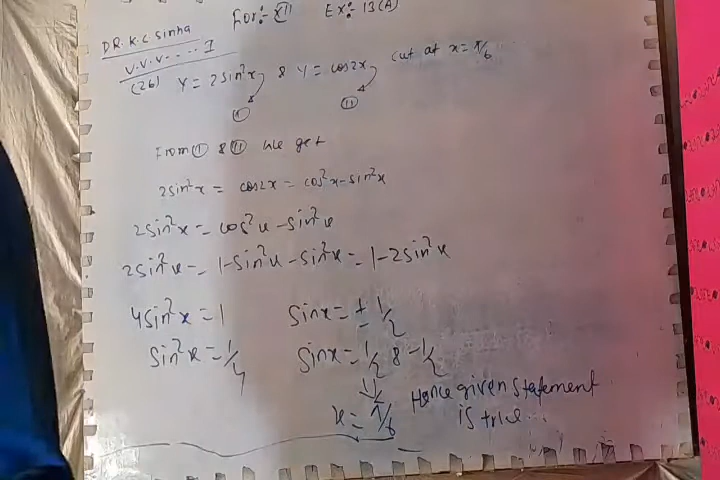 For:- XII Ex:- 13(A)
DR. K.C sinha
V.V.V.....I
(26) Y = 2sin²x & Y = cos2x cut at x = π/6
(I) (II)
From (I) & (II) we get
2sin²x = cos2x = cos²x-sin²x
2sin²x = cos²x - sin²x
2sin²x = 1-sin²x-sin²x = 1-2sin²x
4sin²x = 1 sinx = ± 1/2
sin²x = 1/4 sinx = 1/2 & -1/2
⇓
x = π/6
Hence given statement
is true...